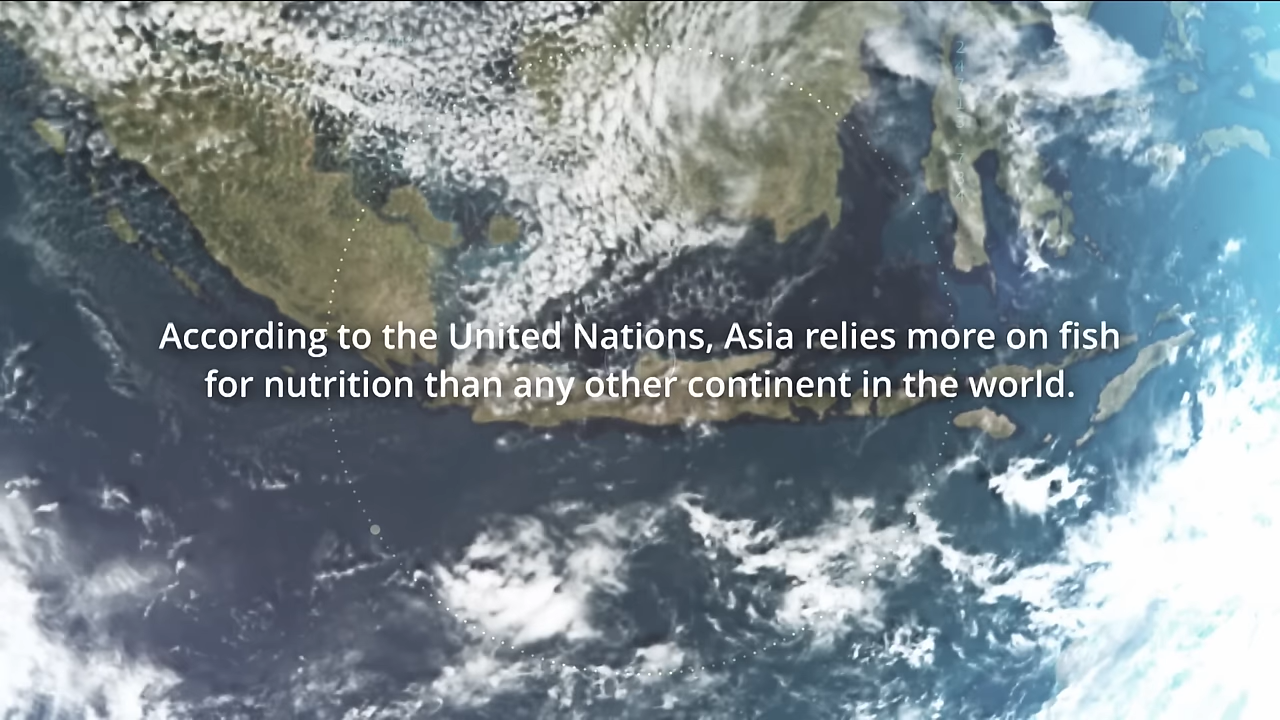 According to the United Nations, Asia relies more on fish
for nutrition than any other continent in the world.